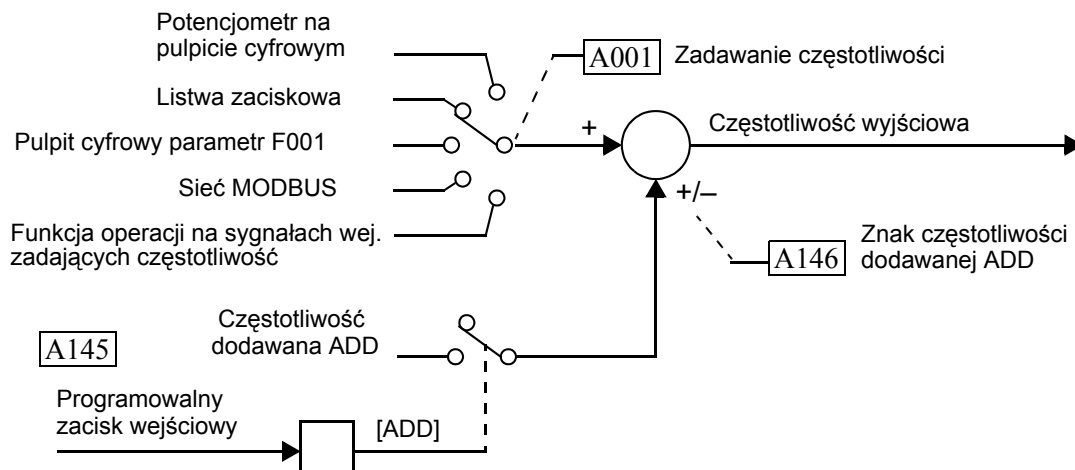 Potencjometr na
pulpicie cyfrowym
A001 Zadawanie częstotliwości
Listwa zaciskowa
+ Częstotliwość wyjściowa
Pulpit cyfrowy parametr F001
Sieć MODBUS
+/–
Funkcja operacji na sygnałach wej.
zadających częstotliwość
A146 Znak częstotliwości
dodawanej ADD
A145
Częstotliwość
dodawana ADD
Programowalny
zacisk wejściowy
[ADD]